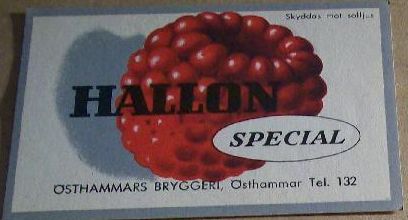 Skyddas mot solljus
HALLON
SPECIAL
ÖSTHAMMARS BRYGGERI, Östhammar Tel. 132